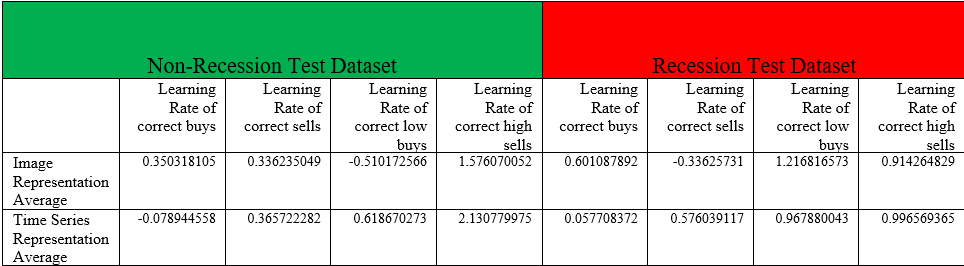 Non-Recession Test Dataset
Recession Test Dataset
Learning Rate of correct buys
Learning Rate of correct sells
Learning Rate of correct low buys
Learning Rate of correct high sells
Learning Rate of correct buys
Learning Rate of correct sells
Learning Rate of correct low buys
Learning Rate of correct high sells
Image Representation Average
0.350318105
0.336235049
-0.510172566
1.576070052
0.601087892
-0.33625731
1.216816573
0.914264829
Time Series Representation Average
-0.078944558
0.365722282
0.618670273
2.130779975
0.057708372
0.576039117
0.967880043
0.996569365